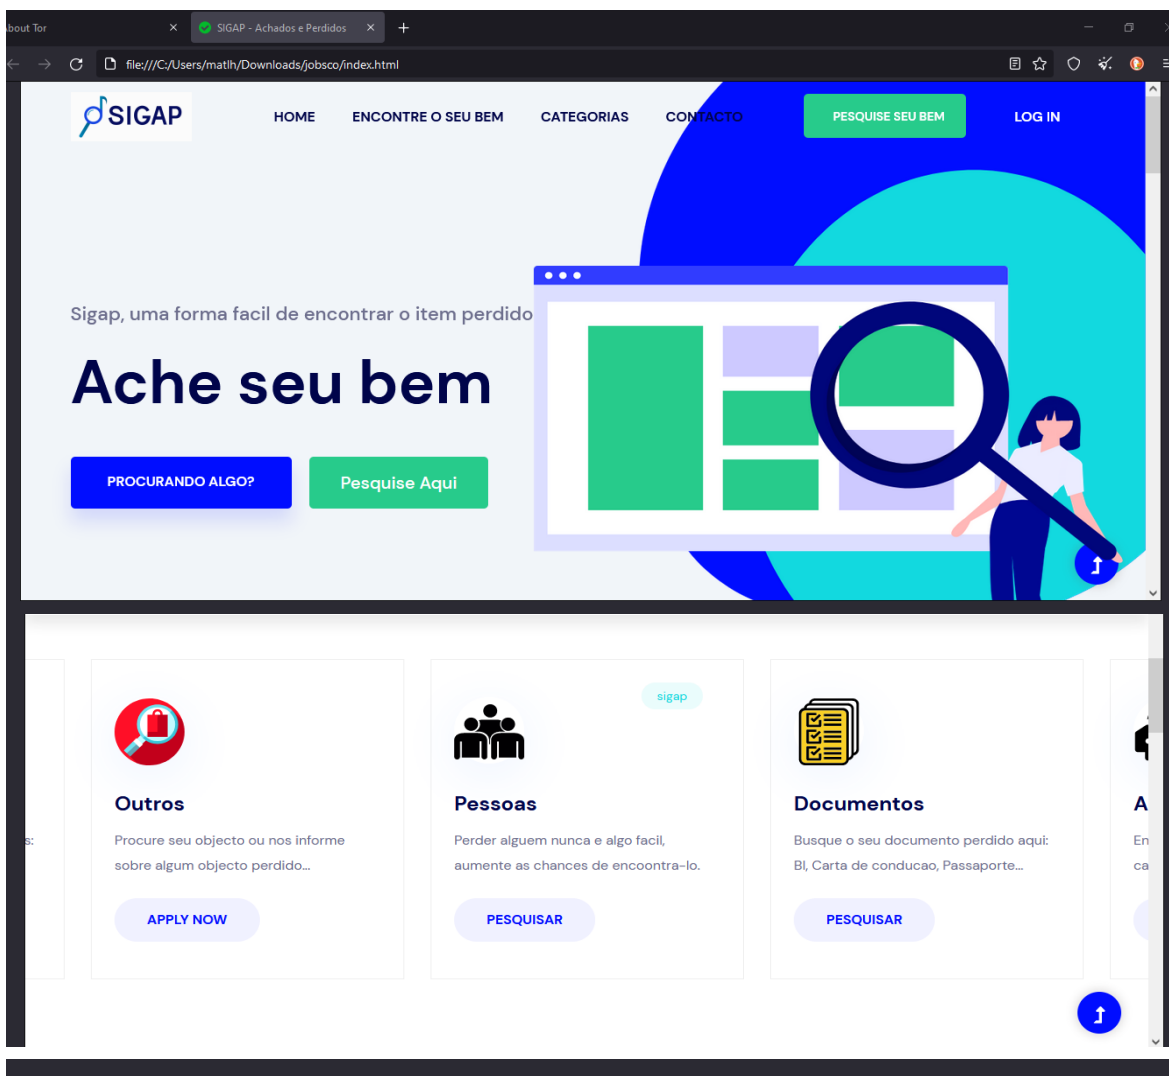 About Tor
SIGAP - Achados e Perdidos
file:///C:/Users/matlh/Downloads/jobsco/index.html
SIGAP
HOME
ENCONTRE O SEU BEM
CATEGORIAS
CONTACTO
PESQUISE SEU BEM
LOG IN
Sigap, uma forma facil de encontrar o item perdido
Ache seu bem
PROCURANDO ALGO?
Pesquise Aqui
s:
Outros
Procure seu objecto ou nos informe
sobre algum objecto perdido...
APPLY NOW
sigap
Pessoas
Perder alguem nunca e algo facil,
aumente as chances de encoontra-lo.
PESQUISAR
Documentos
Busque o seu documento perdido aqui:
BI, Carta de conducao, Passaporte...
PESQUISAR
A
En
ca